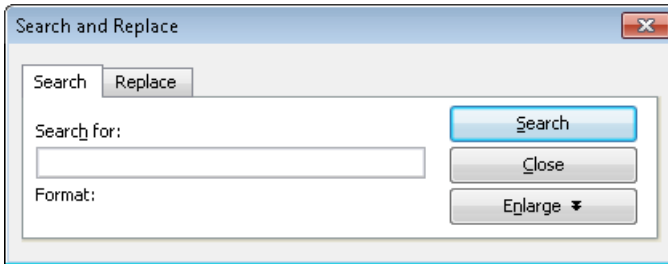 Search and Replace
Search Replace
Search for:
Search
Close
Format:
Enlarge